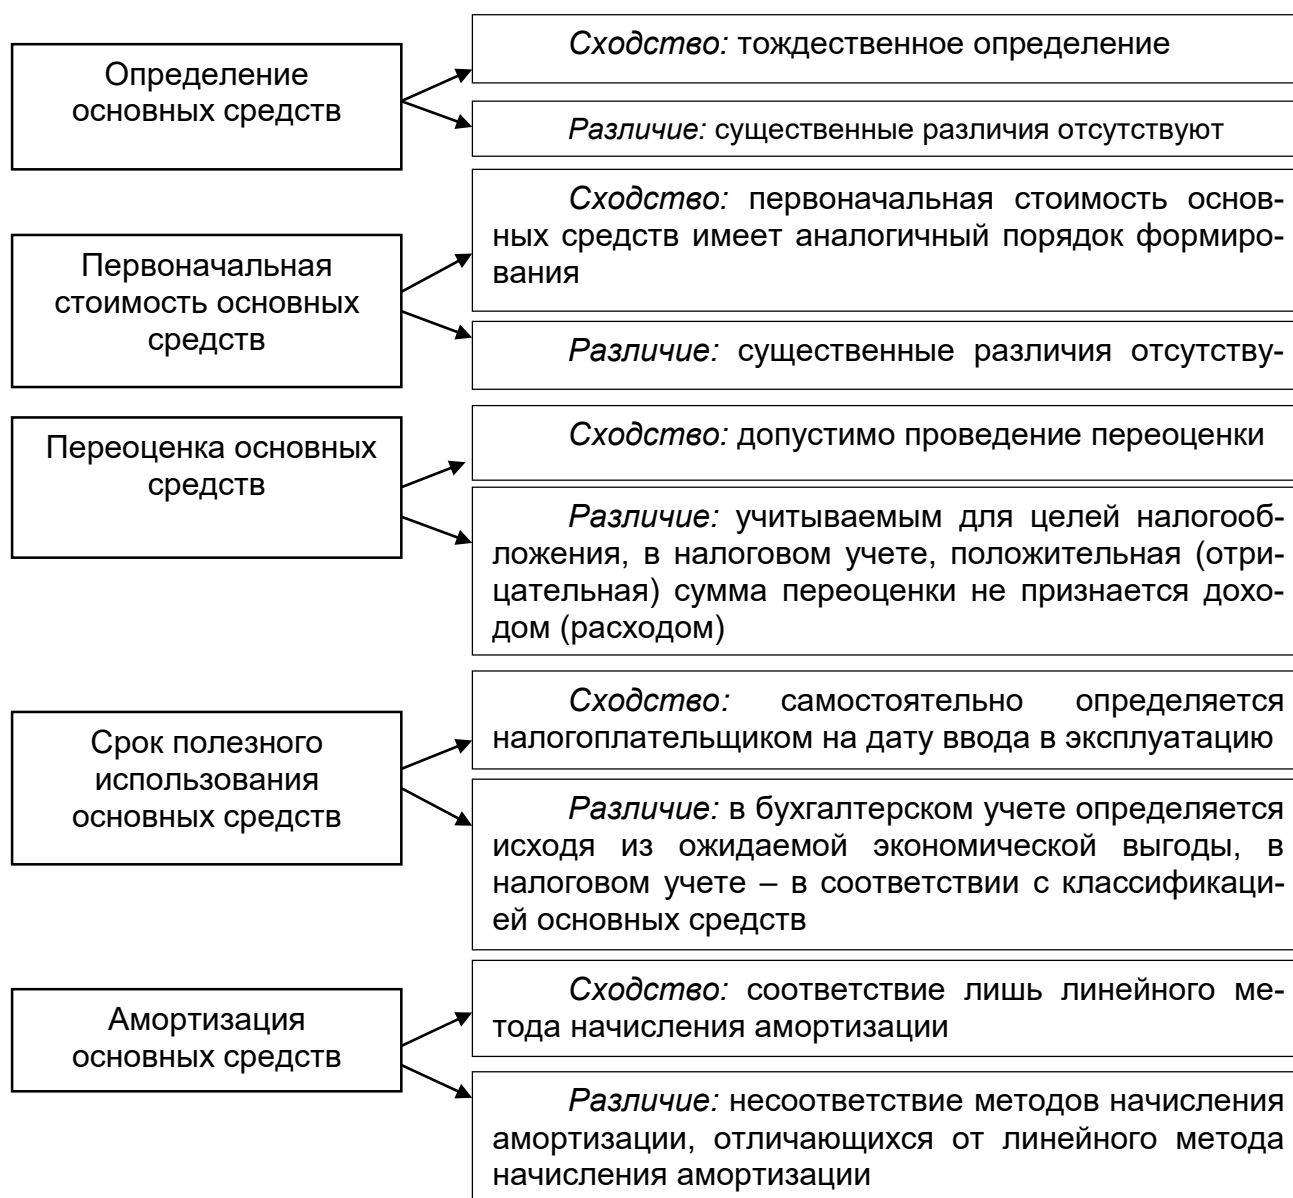 Определение
основных средств
Сходство: тождественное определение
Различие: существенные различия отсутствуют
Первоначальная
стоимость основных
средств
Сходство: первоначальная стоимость основ-
ных средств имеет аналогичный порядок формиро-
вания
Различие: существенные различия отсутству-
Переоценка основных
средств
Сходство: допустимо проведение переоценки
Различие: учитываемым для целей налогооб-
ложения, в налоговом учете, положительная (отри-
цательная) сумма переоценки не признается дохо-
дом (расходом)
Срок полезного
использования
основных средств
Сходство: самостоятельно определяется
налогоплательщиком на дату ввода в эксплуатацию
Различие: в бухгалтерском учете определяется
исходя из ожидаемой экономической выгоды, в
налоговом учете – в соответствии с классификаци-
ей основных средств
Амортизация
основных средств
Сходство: соответствие лишь линейного ме-
тода начисления амортизации
Различие: несоответствие методов начисления
амортизации, отличающихся от линейного метода
начисления амортизации